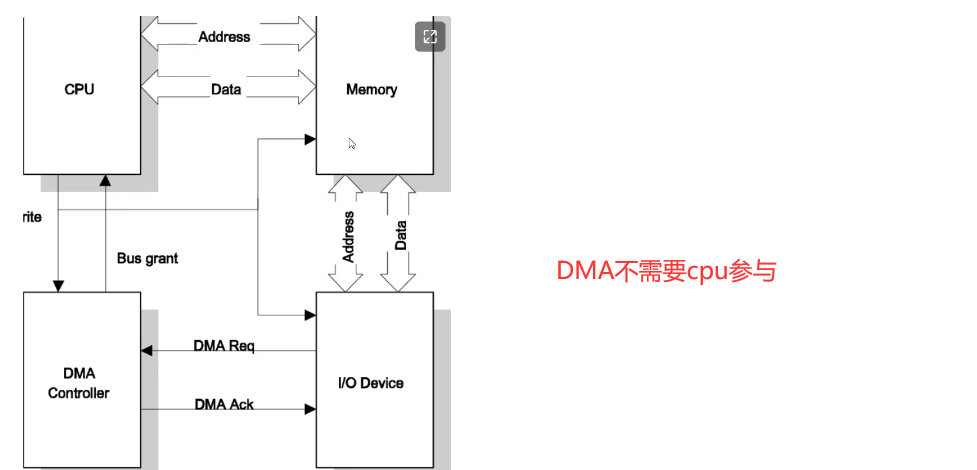 Address
CPU
Data
Memory
rite
Address
Data
Bus grant
DMA不需要cpu参与
DMA Req
DMA
Controller
I/O Device
DMA Ack